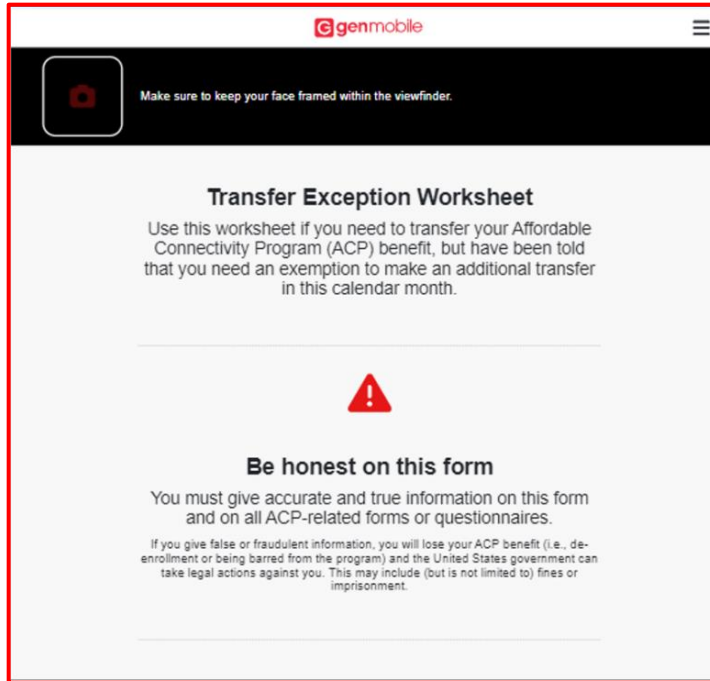 genmobile
Make sure to keep your face framed within the viewfinder.
Transfer Exception Worksheet
Use this worksheet if you need to transfer your Affordable
Connectivity Program (ACP) benefit, but have been told
that you need an exemption to make an additional transfer
in this calendar month.
Be honest on this form
You must give accurate and true information on this form
and on all ACP-related forms or questionnaires.
If you give false or fraudulent information, you will lose your ACP benefit (i.e., de-
enrollment or being barred from the program) and the United States government can
take legal actions against you. This may include (but is not limited to) fines or
imprisonment.